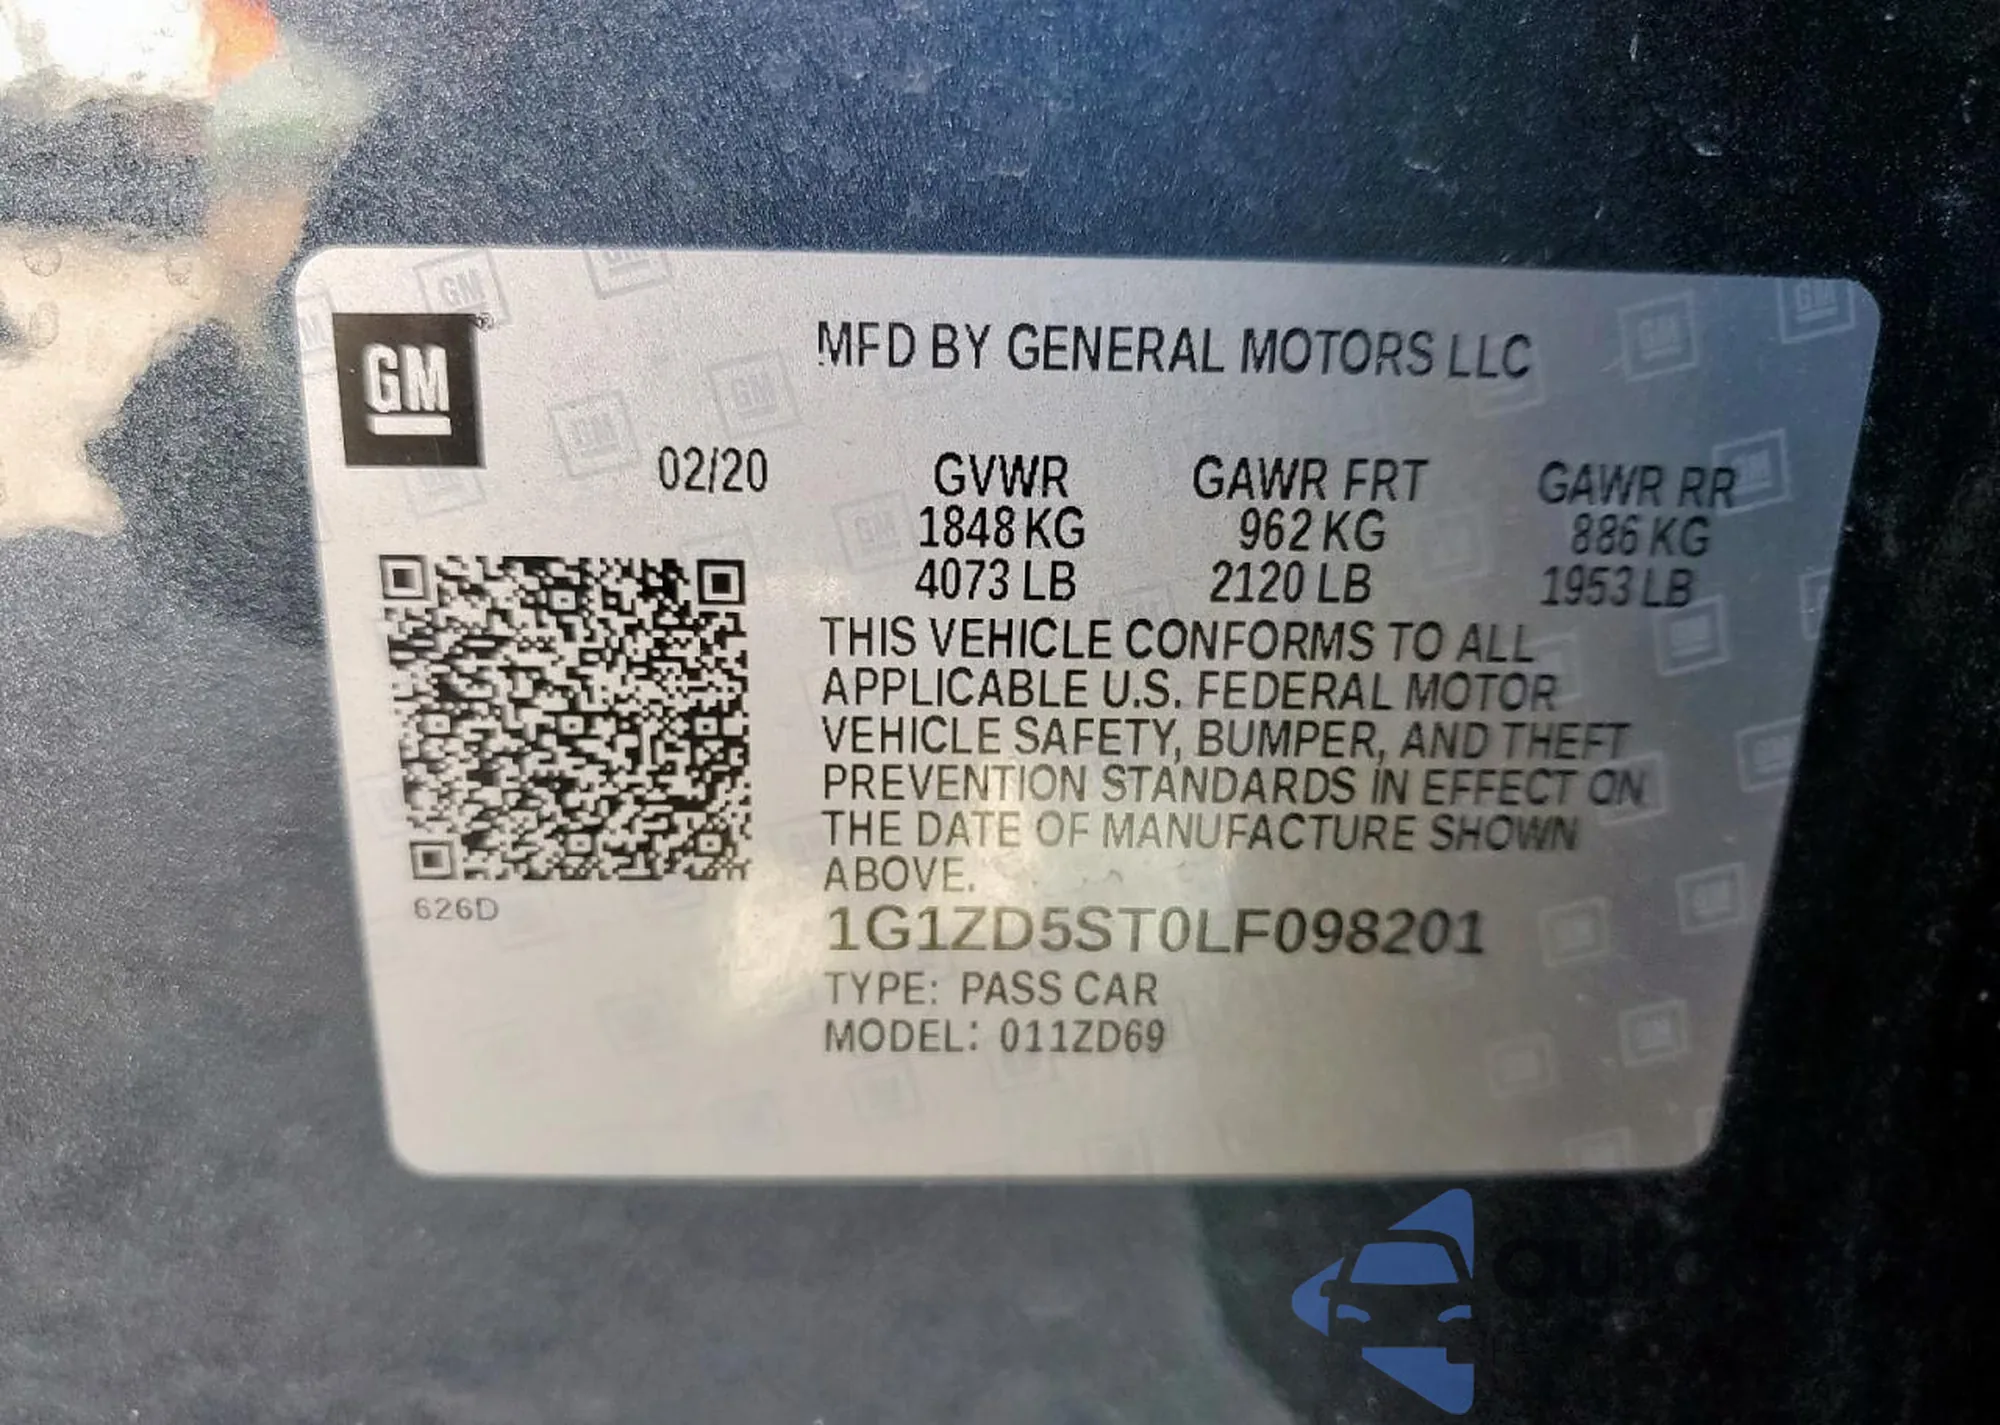 GM
MFD BY GENERAL MOTORS LLC
02/20 GVWR GAWR FRT GAWR RR
1848 KG 962 KG 886 KG
4073 LB 2120 LB 1953 LB
THIS VEHICLE CONFORMS TO ALL
APPLICABLE U.S. FEDERAL MOTOR
VEHICLE SAFETY, BUMPER, AND THEFT
PREVENTION STANDARDS IN EFFECT ON
THE DATE OF MANUFACTURE SHOWN
ABOVE.
626D
1G1ZD5ST0LF098201
TYPE: PASS CAR
MODEL: 011ZD69